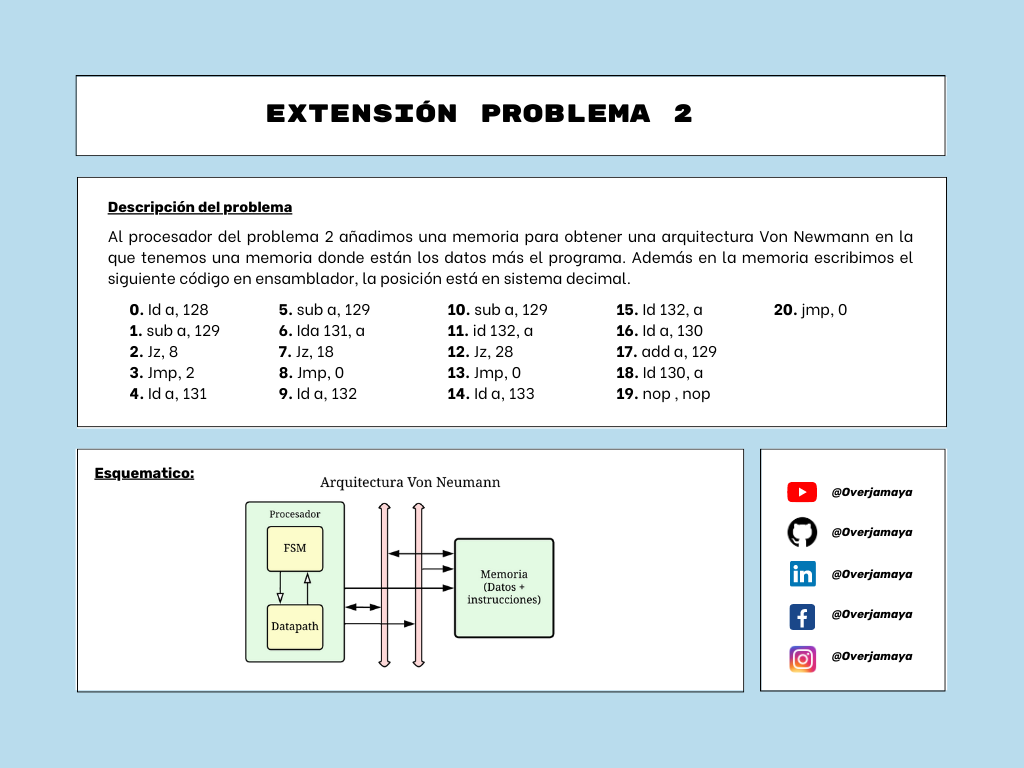 EXTENSIÓN PROBLEMA 2
Descripción del problema
Al procesador del problema 2 añadimos una memoria para obtener una arquitectura Von Newmann en la
que tenemos una memoria donde están los datos más el programa. Además en la memoria escribimos el
siguiente código en ensamblador, la posición está en sistema decimal.
0. ld a, 128
1. sub a, 129
2. Jz, 8
3. Jmp, 2
4. ld a, 131
5. sub a, 129
6. lda 131, a
7. Jz, 18
8. Jmp, 0
9. ld a, 132
10. sub a, 129
11. id 132, a
12. Jz, 28
13. Jmp, 0
14. ld a, 133
15. ld 132, a
16. ld a, 130
17. add a, 129
18. ld 130, a
19. nop , nop
20. jmp, 0
Esquematico:
Arquitectura Von Neumann
Procesador
FSM
Datapath
Memoria
(Datos +
instrucciones)
@Overjamaya
@Overjamaya
in @Overjamaya
@Overjamaya
@Overjamaya